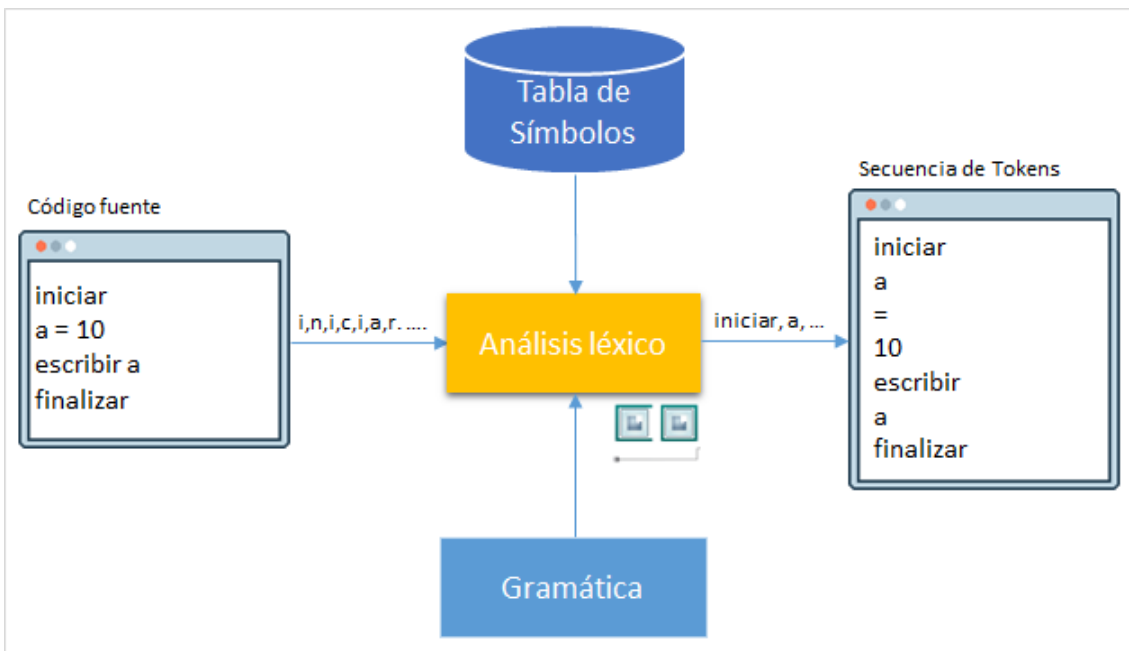 Tabla de
Símbolos
Secuencia de Tokens
Código fuente
iniciar
a = 10
escribir a
finalizar
i,n,i,c,i,a,r. ....
Análisis léxico
iniciar, a, ...
iniciar
a
=
10
escribir
a
finalizar
Gramática